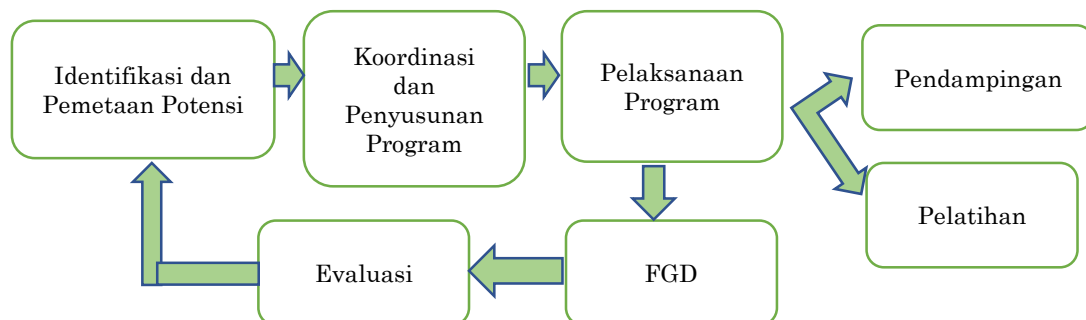 Identifikasi dan
Pemetaan Potensi
Koordinasi
dan
Penyusunan
Program
Pelaksanaan
Program
Pendampingan
Pelatihan
FGD
Evaluasi